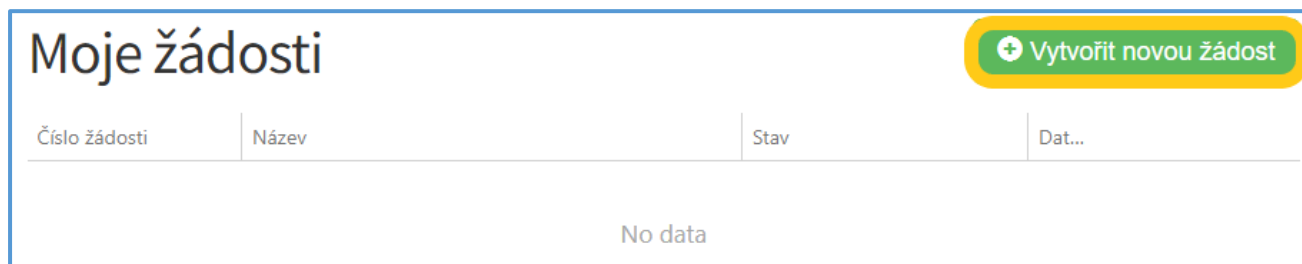 Moje žádosti
Vytvořit novou žádost
Číslo žádosti Název Stav Dat...
No data